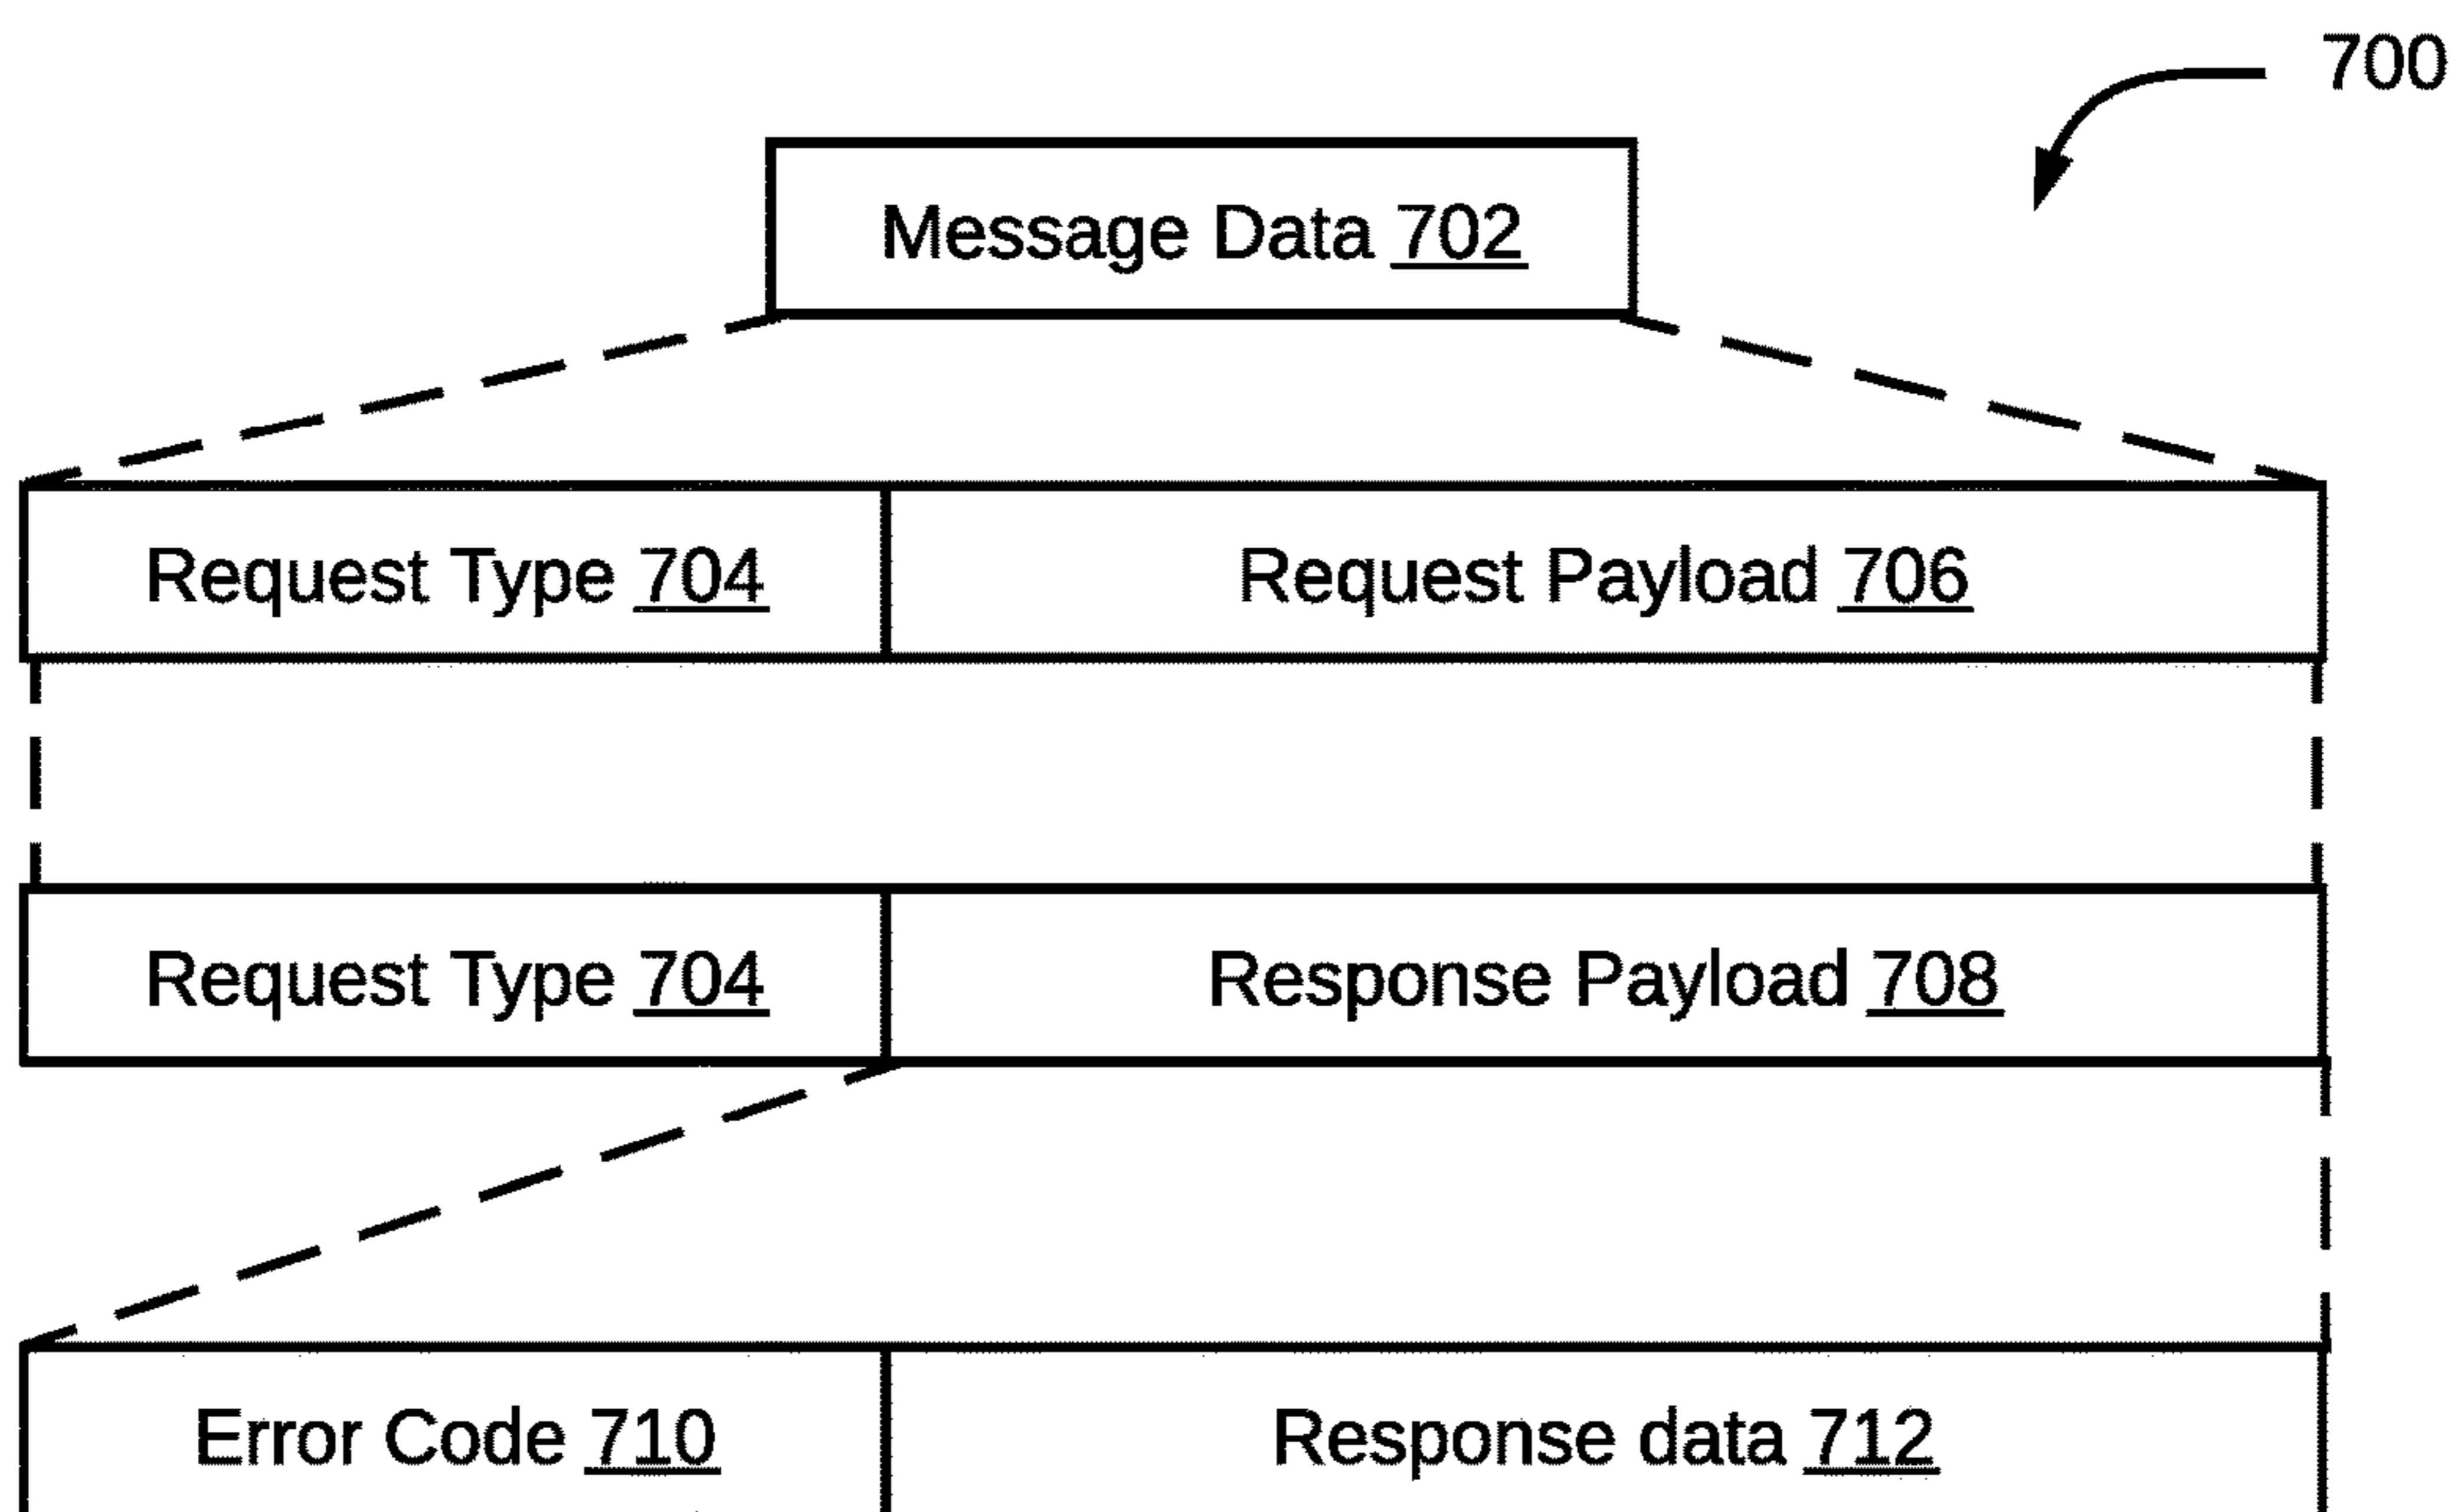 700
Message Data 702
Request Type 704 Request Payload 706
Request Type 704 Response Payload 708
Error Code 710 Response data 712